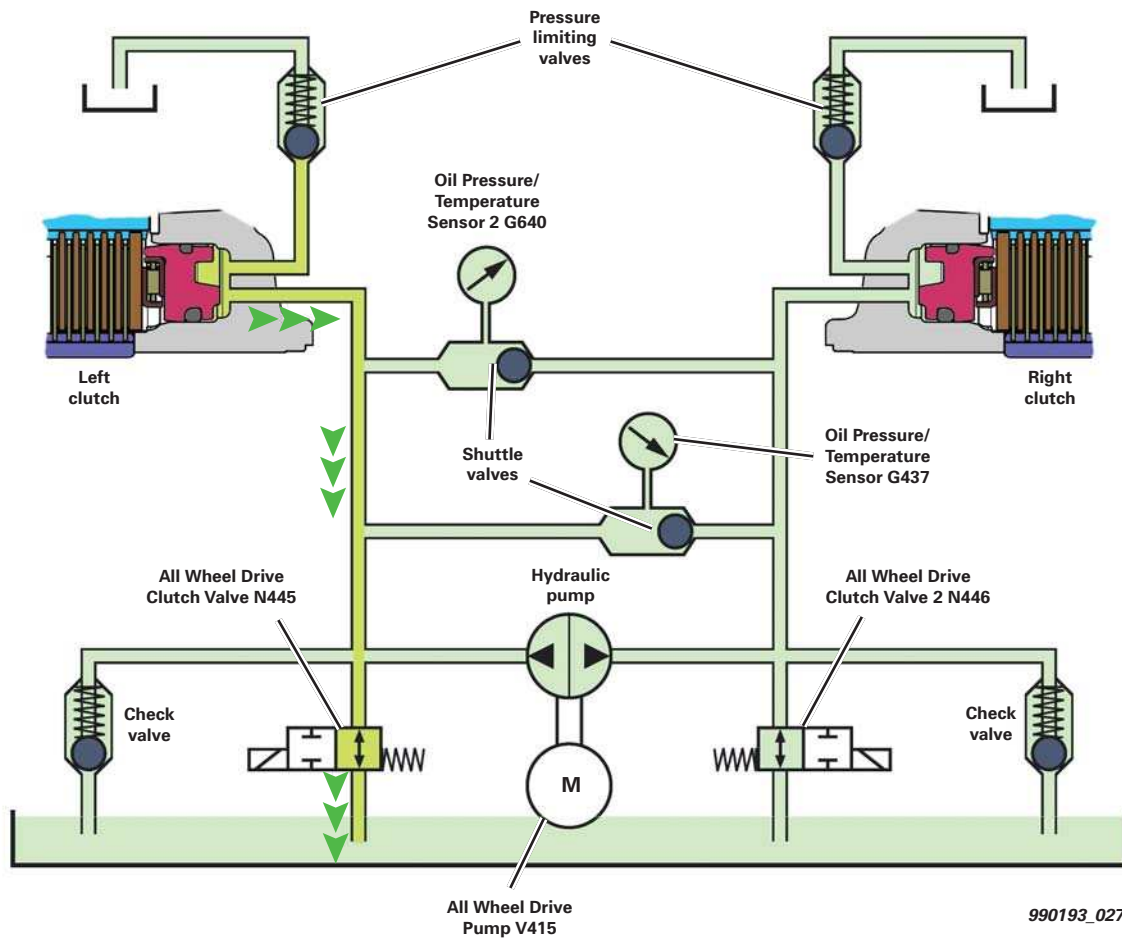 Pressure
limiting
valves
Oil Pressure/
Temperature
Sensor 2 G640
Left
clutch
Right
clutch
Shuttle
valves
Oil Pressure/
Temperature
Sensor G437
All Wheel Drive
Clutch Valve N445
Hydraulic
pump
All Wheel Drive
Clutch Valve 2 N446
Check
valve
Check
valve
M
All Wheel Drive
Pump V415
990193_027